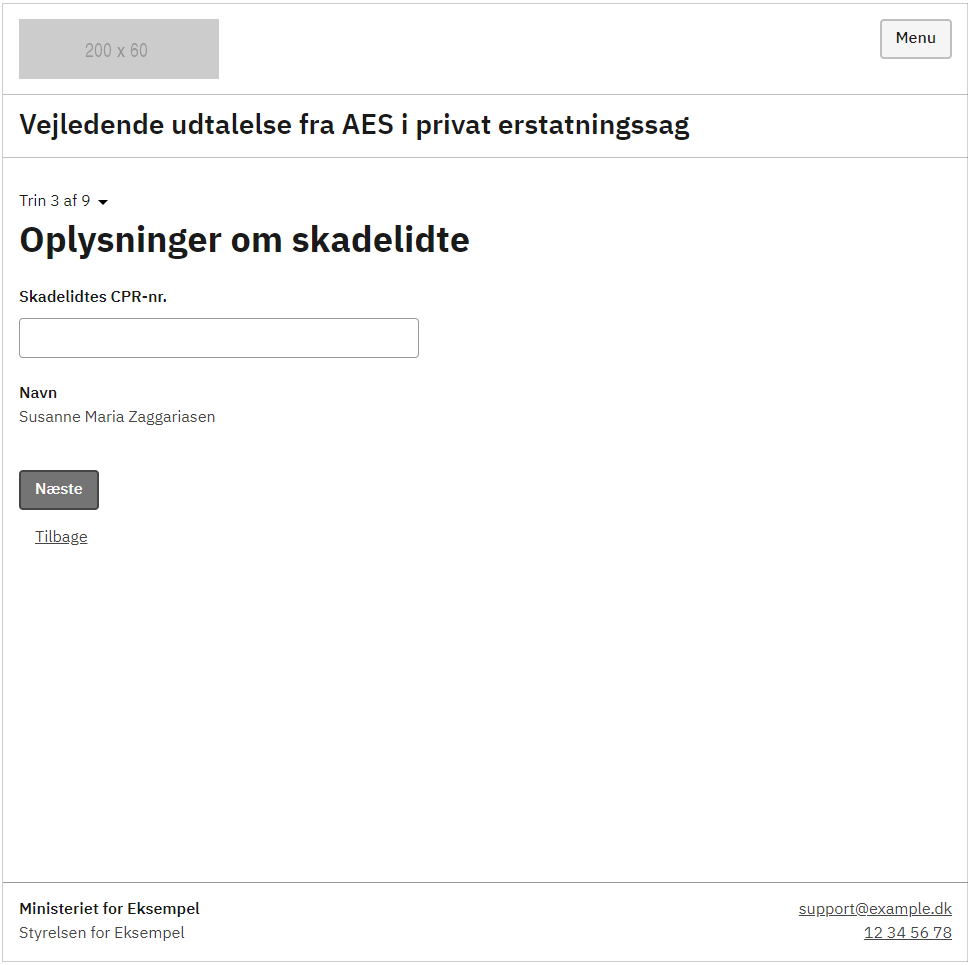 200 x 60
Menu
Vejledende udtalelse fra AES i privat erstatningssag
Trin 3 af 9
Oplysninger om skadelidte
Skadelidtes CPR-nr.
Navn
Susanne Maria Zaggariasen
Næste
Tilbage
Ministeriet for Eksempel
support@example.dk
Styrelsen for Eksempel
12 34 56 78